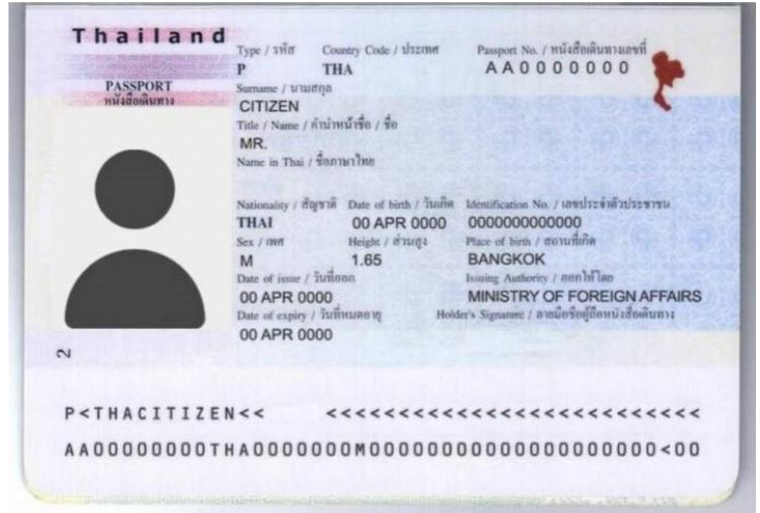 Thailand
PASSPORT
หนังสือเดินทาง
Type / รหัส Country Code / ประเทศ Passport No. / หนังสือเดินทางเลขที่
P THA AA0000000
Surname / นามสกุล
CITIZEN
Title / Name / คำนำหน้าชื่อ / ชื่อ
MR.
Name in Thai / ชื่อภาษาไทย
Nationality / สัญชาติ Date of birth / วันเกิด Identification No. / เลขประจำตัวประชาชน
THAI 00 APR 0000 0000000000000
Sex / เพศ Height / ส่วนสูง Place of birth / สถานที่เกิด
M 1.65 BANGKOK
Date of issue / วันที่ออก Issuing Authority / ออกให้โดย
00 APR 0000 MINISTRY OF FOREIGN AFFAIRS
Date of expiry / วันที่หมดอายุ Holder's Signature / ลายมือชื่อผู้ถือหนังสือเดินทาง
00 APR 0000
2
P<THACITIZEN<< <<<<<<<<<<<<<<<<<<<<<<<<<<
AA00000000THA0000000M00000000000000000000<00